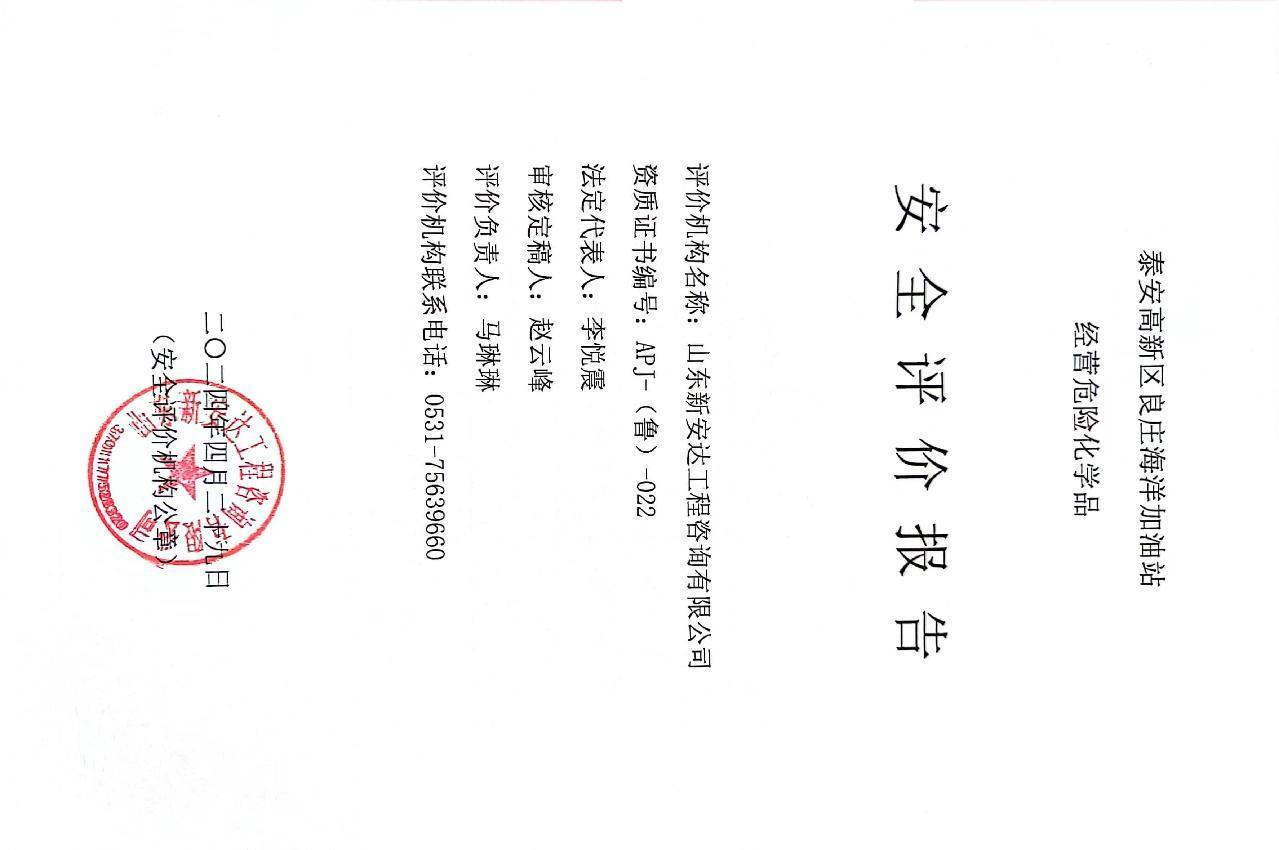 泰安高新区良庄海洋加油站
经营危险化学品
安全评价报告
评价机构名称：山东新安达工程咨询有限公司
资质证书编号：APJ-（鲁）-022
法定代表人：李悦震
审核定稿人：赵云峰
评价负责人：马琳琳
评价机构联系电话：0531-75639660
二〇二四年四月二十九日
（安全评价机构公章）